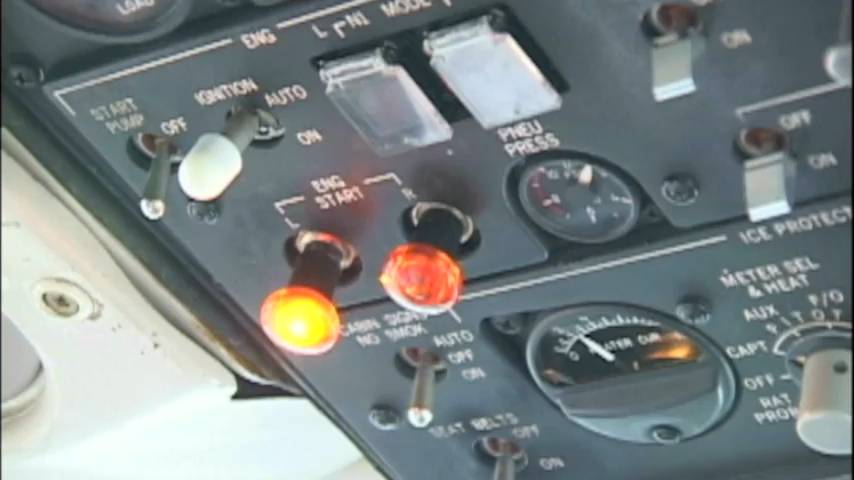 LOAD
ENG
L N1 MODE
ON
START
PUMP
OFF
IGNITION
AUTO
ON
PNEU
PRESS
OFF
ON
ENG
START
L
R
ICE PROTECT
METER SEL
& HEAT
AUX
F/O
CAPT
OFF
CABIN SIGNS
NO SMOK
AUTO
OFF
ON
SEAT BELTS
OFF
ON